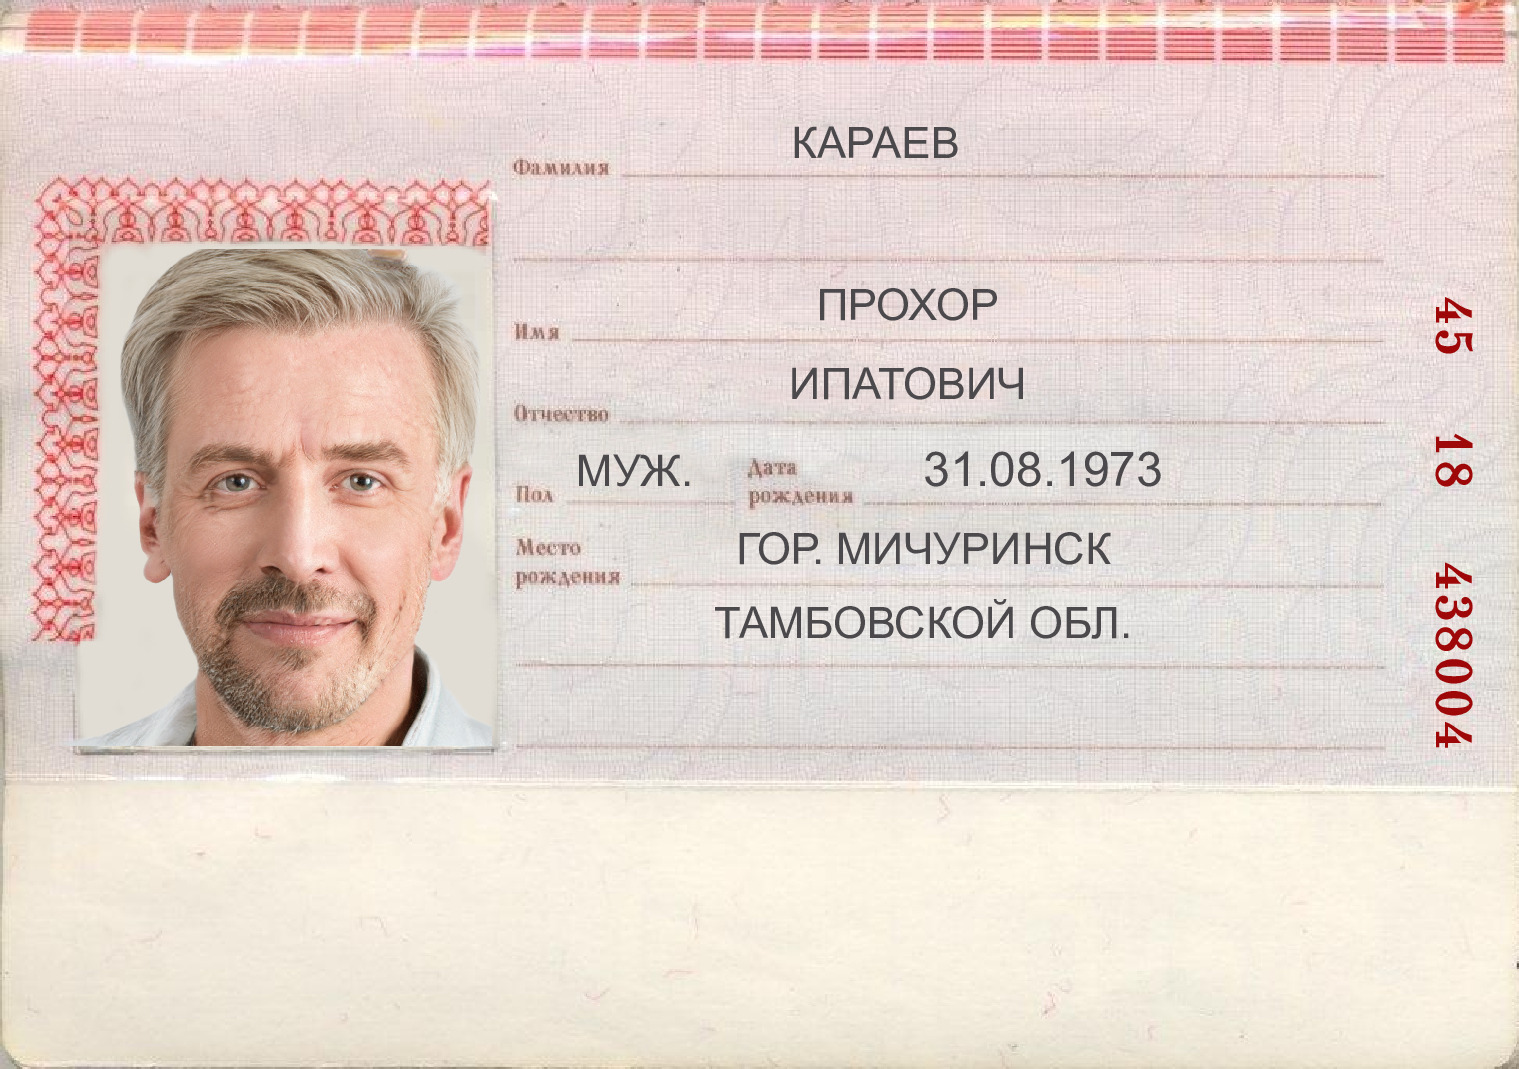 Фамилия КАРАЕВ
Имя ПРОХОР
Отчество ИПАТОВИЧ
Пол МУЖ. Дата рождения 31.08.1973
Место рождения ГОР. МИЧУРИНСК
ТАМБОВСКОЙ ОБЛ.
45 18 438004